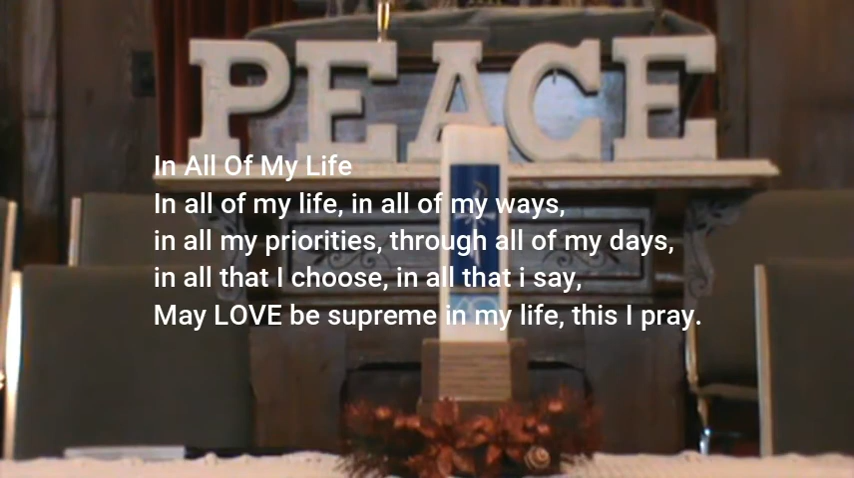 PEACE
In All Of My Life
In all of my life, in all of my ways,
in all my priorities, through all of my days,
in all that I choose, in all that i say,
May LOVE be supreme in my life, this I pray.